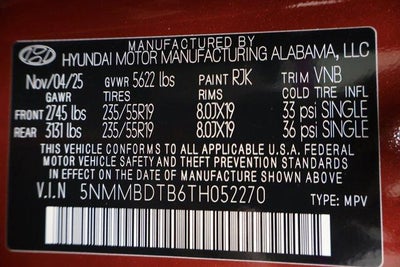 MANUFACTURED BY
HYUNDAI MOTOR MANUFACTURING ALABAMA, LLC
Nov/04/25 GVWR 5622 lbs PAINT RJK TRIM VNB
GAWR TIRES RIMS COLD TIRE INFL
FRONT 2745 lbs 235/55R19 8.0JX19 33 psi SINGLE
REAR 3131 lbs 235/55R19 8.0JX19 36 psi SINGLE
THIS VEHICLE CONFORMS TO ALL APPLICABLE U.S.A. FEDERAL
MOTOR VEHICLE SAFETY, BUMPER, AND THEFT PREVENTION STANDARDS
IN EFFECT ON THE DATE OF MANUFACTURE SHOWN ABOVE.
V.I.N 5NMMBDTB6TH052270 TYPE: MPV